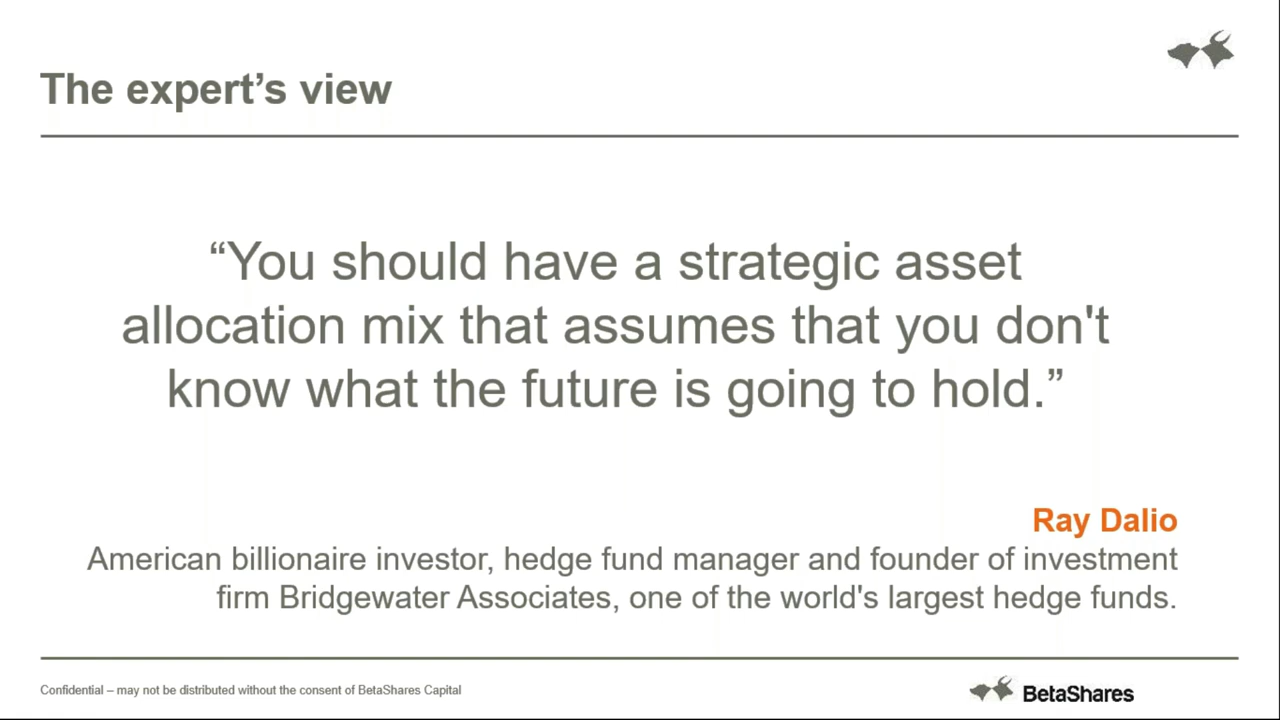 The expert’s view
“You should have a strategic asset
allocation mix that assumes that you don't
know what the future is going to hold.”
Ray Dalio
American billionaire investor, hedge fund manager and founder of investment
firm Bridgewater Associates, one of the world's largest hedge funds.
Confidential – may not be distributed without the consent of BetaShares Capital
BetaShares